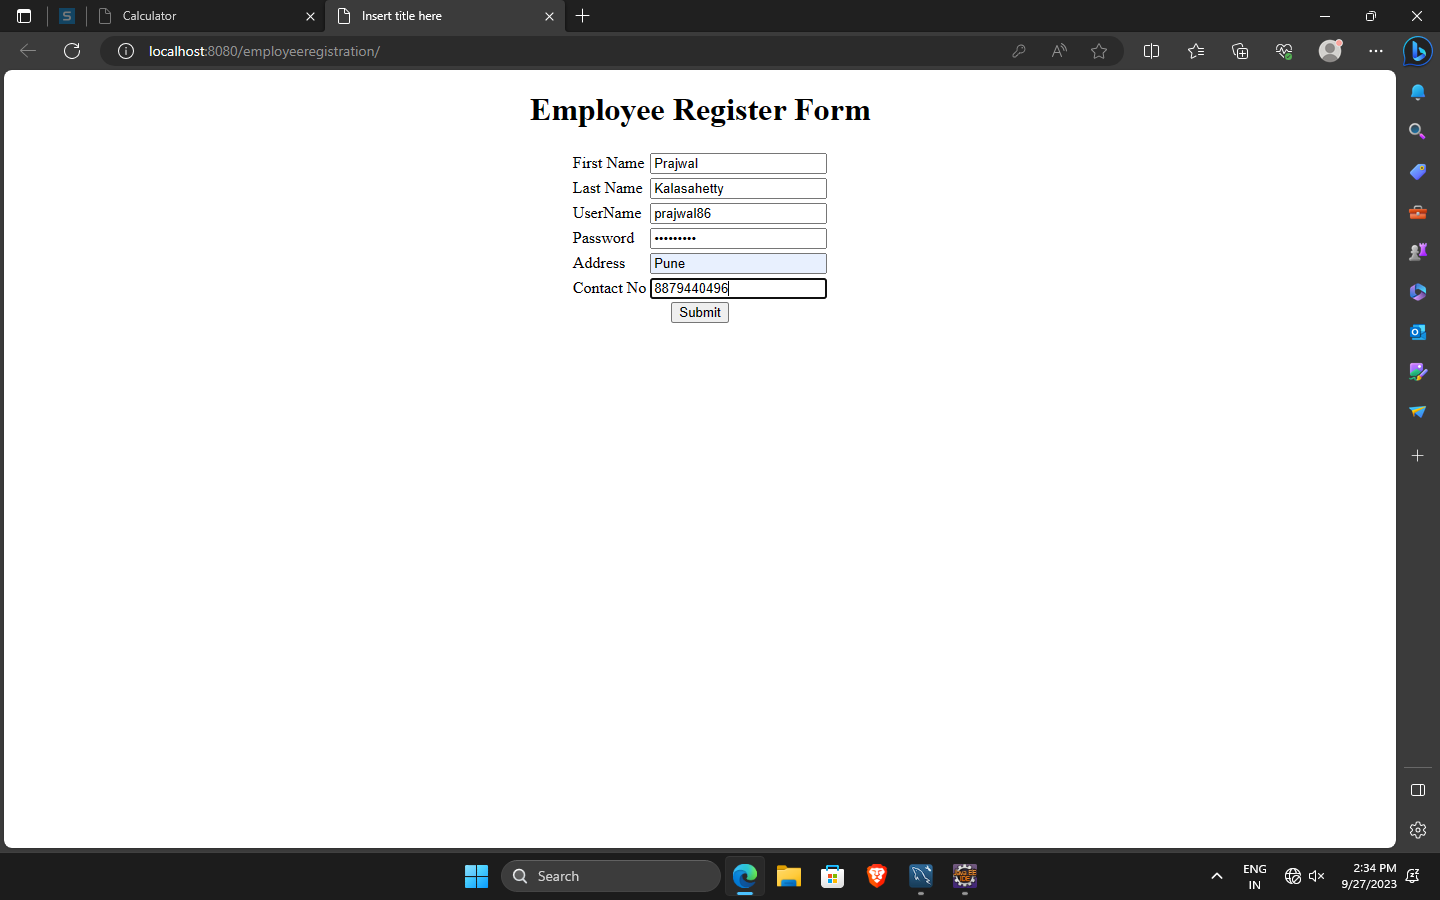 S
Calculator
Insert title here
localhost:8080/employeeregistration/
Employee Register Form
First Name Prajwal
Last Name Kalasahetty
UserName prajwal86
Password •••••••••
Address Pune
Contact No 8879440496
Submit
Search
ENG
IN
2:34 PM
9/27/2023